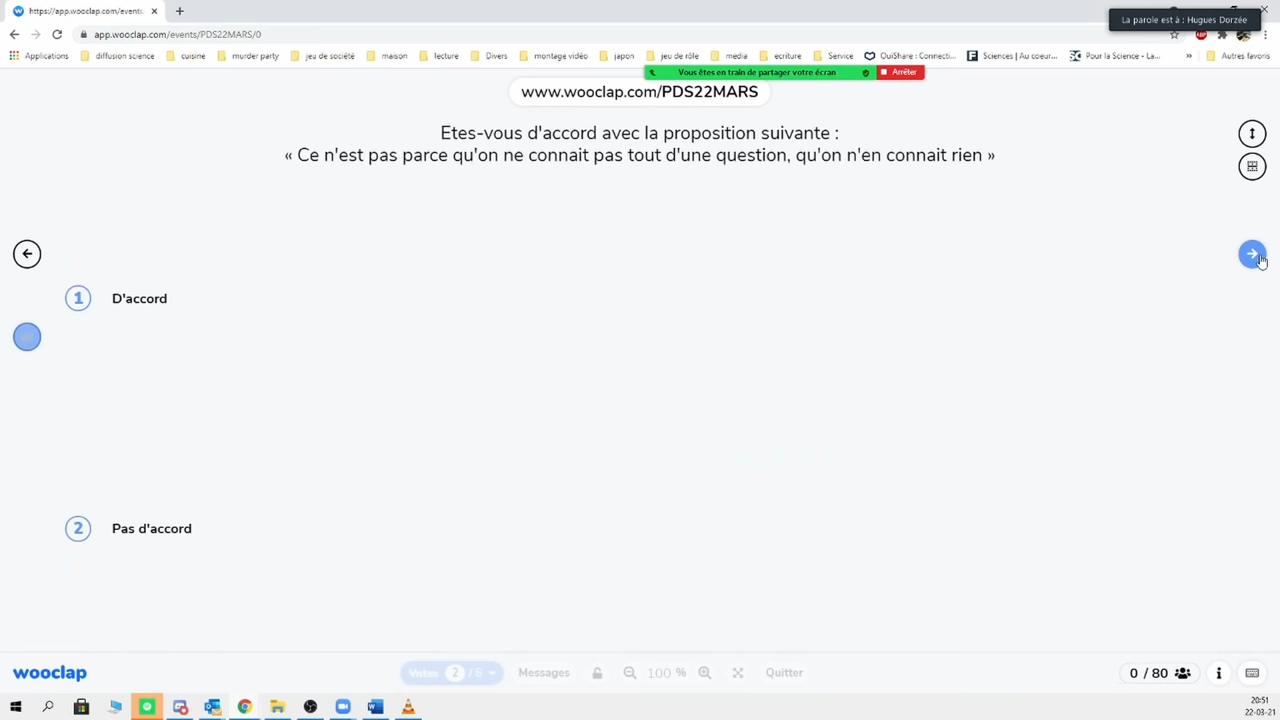 https://app.wooclap.com/events
La parole est à : Hugues Dorzée
app.wooclap.com/events/PDS22MARS/0
Applications diffusion science cuisine murder party jeu de société maison lecture Divers montage vidéo japon jeu de rôle media ecriture Service OuiShare : Connecti... Sciences | Au coeur... Pour la Science - La... » Autres favoris
Vous êtes en train de partager votre écran Arrêter
www.wooclap.com/PDS22MARS
Etes-vous d'accord avec la proposition suivante :
« Ce n'est pas parce qu'on ne connait pas tout d'une question, qu'on n'en connait rien »
1 D'accord
2 Pas d'accord
wooclap Votes 2 / 6 Messages 100 % Quitter 0 / 80
20:51
22-03-21